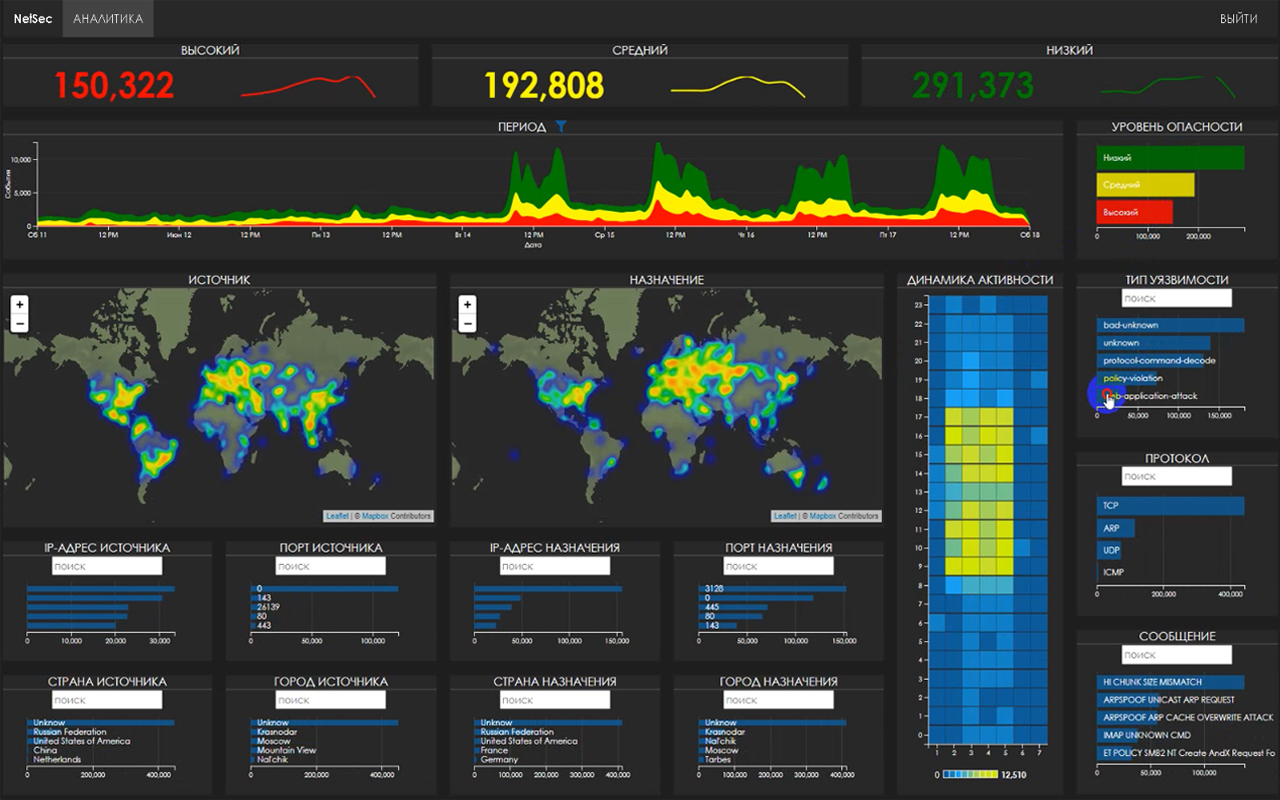 NelSec АНАЛИТИКА ВЫЙТИ
ВЫСОКИЙ СРЕДНИЙ НИЗКИЙ
150,322 192,808 291,373
ПЕРИОД
10,000
5,000
0
События
Сб 11 12 PM Июн 12 12 PM Пн 13 12 PM Вт 14 12 PM Ср 15 12 PM Чт 16 12 PM Пт 17 12 PM Сб 18
Дата
УРОВЕНЬ ОПАСНОСТИ
Низкий
Средний
Высокий
0 100,000 200,000
ИСТОЧНИК
+
−
Leaflet | © Mapbox Contributors
НАЗНАЧЕНИЕ
+
−
Leaflet | © Mapbox Contributors
ДИНАМИКА АКТИВНОСТИ
23
22
21
20
19
18
17
16
15
14
13
12
11
10
9
8
7
6
5
4
3
2
1
0
1 2 3 4 5 6 7
0 12,510
ТИП УЯЗВИМОСТИ
поиск
bad-unknown
unknown
protocol-command-decode
policy-violation
b-application-attack
0 50,000 100,000 150,000
ПРОТОКОЛ
поиск
TCP
ARP
UDP
ICMP
0 200,000 400,000
СООБЩЕНИЕ
поиск
HI CHUNK SIZE MISMATCH
ARPSPOOF UNICAST ARP REQUEST
ARPSPOOF ARP CACHE OVERWRITE ATTACK
IMAP UNKNOWN CMD
ET POLICY SMB2 NT Create AndX Request Fo
0 50,000 100,000
IP-АДРЕС ИСТОЧНИКА
поиск
0 10,000 20,000 30,000
ПОРТ ИСТОЧНИКА
поиск
0
143
26139
80
443
0 50,000 100,000
IP-АДРЕС НАЗНАЧЕНИЯ
поиск
0 50,000 100,000 150,000
ПОРТ НАЗНАЧЕНИЯ
поиск
3128
0
445
80
143
0 50,000 100,000 150,000
СТРАНА ИСТОЧНИКА
поиск
Unknow
Russian Federation
United States of America
China
Netherlands
0 200,000 400,000
ГОРОД ИСТОЧНИКА
поиск
Unknow
Krasnodar
Moscow
Mountain View
Nal'chik
0 200,000 400,000
СТРАНА НАЗНАЧЕНИЯ
поиск
Unknow
Russian Federation
United States of America
France
Germany
0 100,000 200,000 300,000 400,000
ГОРОД НАЗНАЧЕНИЯ
поиск
Unknow
Krasnodar
Nal'chik
Moscow
Tarbes
0 100,000 200,000 300,000 400,000